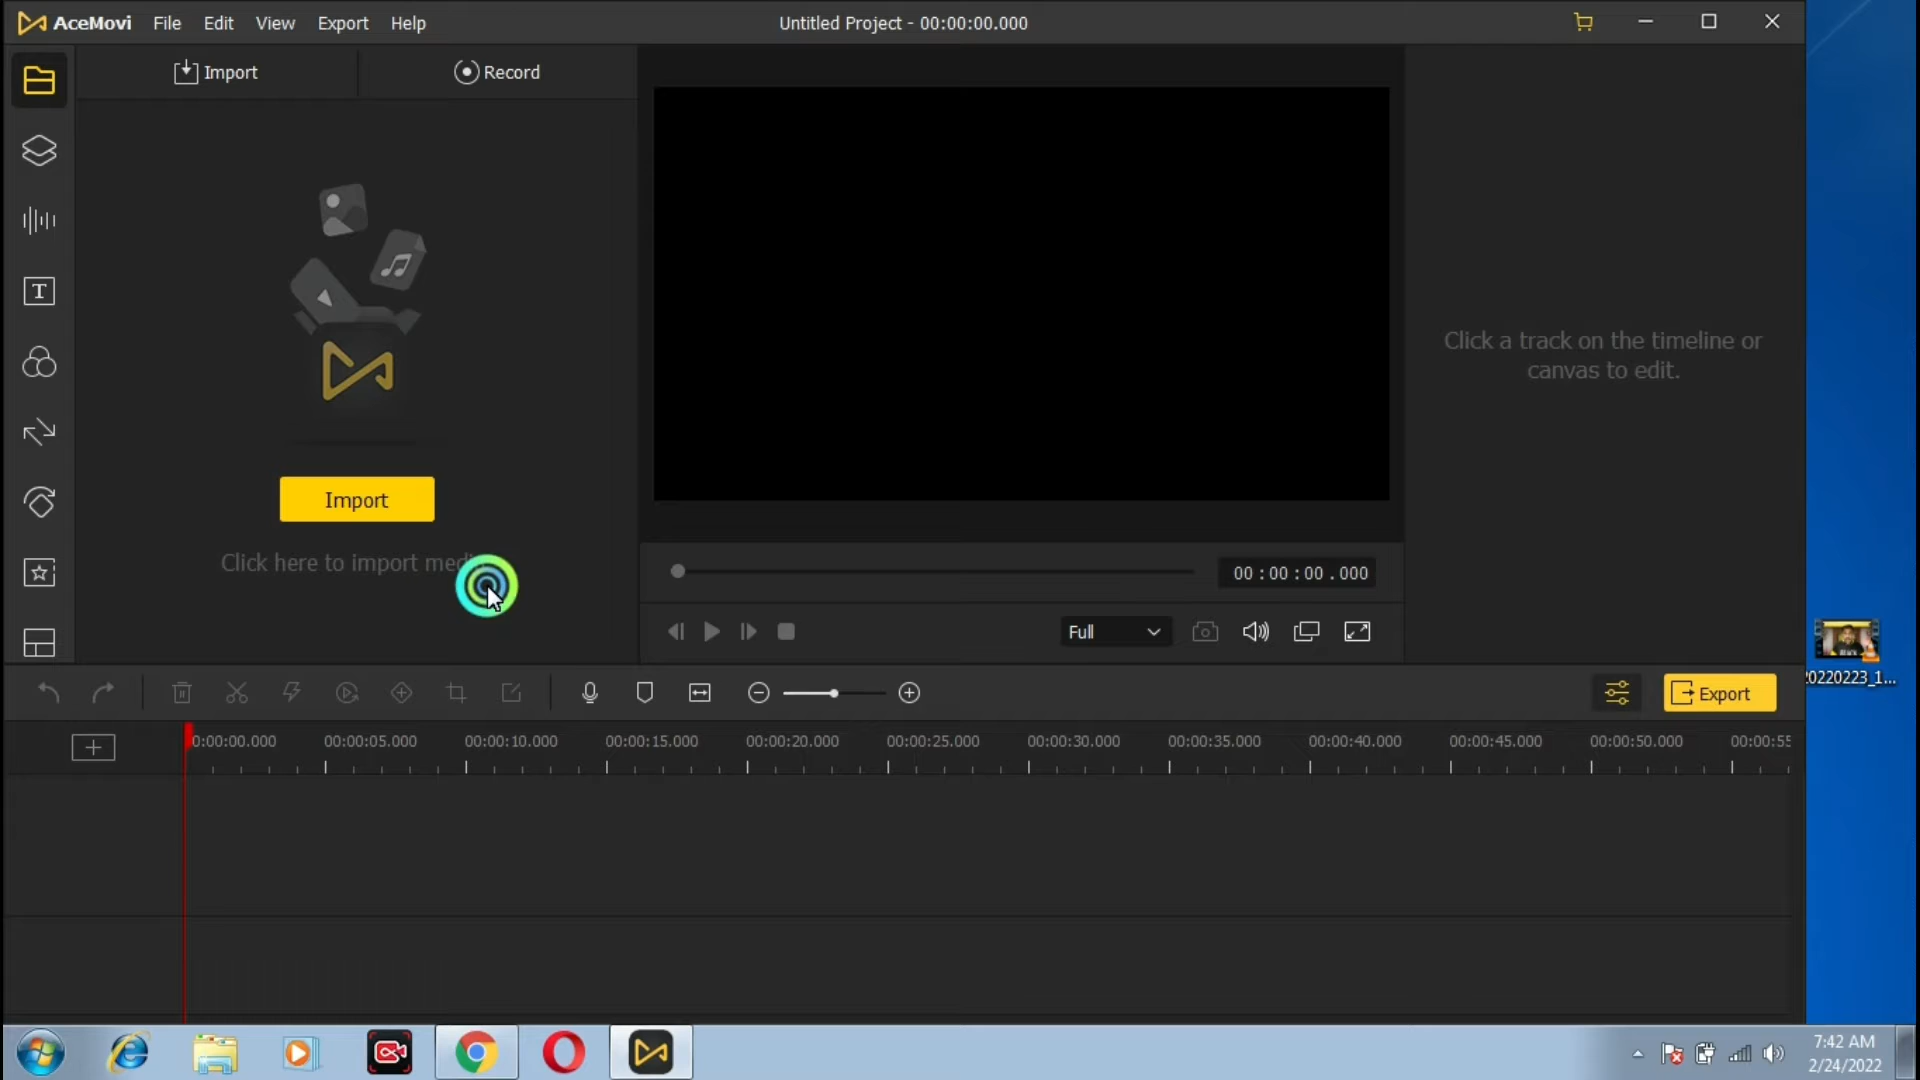 AceMovi File Edit View Export Help Untitled Project - 00:00:00.000
Import Record
Click a track on the timeline or
canvas to edit.
Import
Click here to import
00 : 00 : 00 . 000
Full
20220223_1...
Export
0:00:00.000 00:00:05.000 00:00:10.000 00:00:15.000 00:00:20.000 00:00:25.000 00:00:30.000 00:00:35.000 00:00:40.000 00:00:45.000 00:00:50.000 00:00:55
7:42 AM
2/24/2022